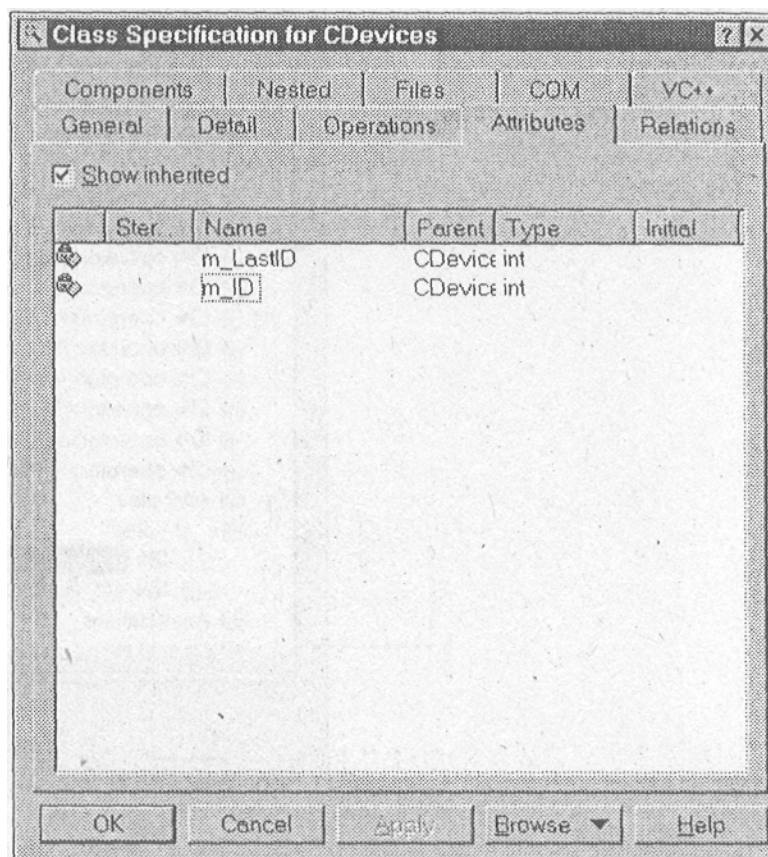 Class Specification for CDevices
Components Nested Files COM VC++
General Detail Operations Attributes Relations
Show inherited
Ster... Name Parent Type Initial
m_LastID CDevice int
m_ID CDevice int
OK Cancel Apply Browse Help